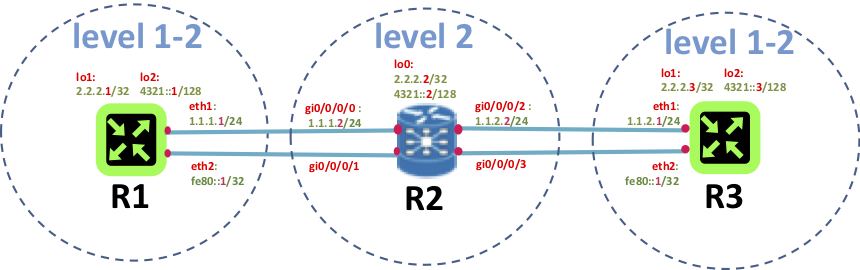 level 1-2
lo1:
2.2.2.1/32
lo2:
4321::1/128
eth1:
1.1.1.1/24
eth2:
fe80::1/32
R1
level 2
lo0:
2.2.2.2/32
4321::2/128
gi0/0/0/0 :
1.1.1.2/24
gi0/0/0/1
gi0/0/0/2 :
1.1.2.2/24
gi0/0/0/3
R2
level 1-2
lo1:
2.2.2.3/32
lo2:
4321::3/128
eth1:
1.1.2.1/24
eth2:
fe80::1/32
R3